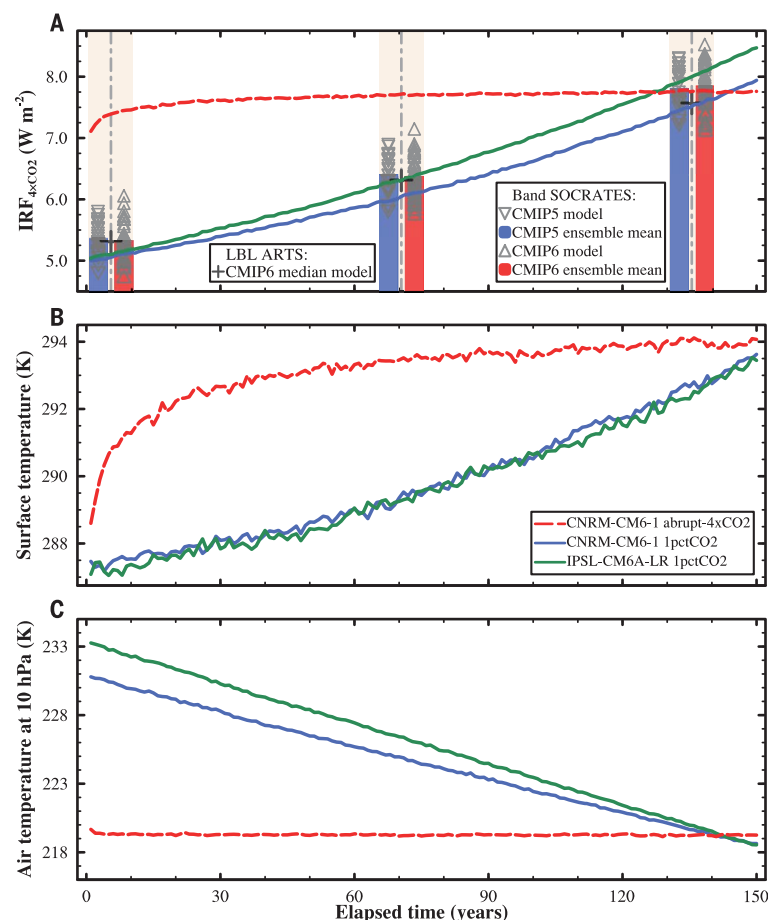 A
IRF4xCO2 (W m-2)
8.0
7.0
6.0
5.0
LBL ARTS:
CMIP6 median model
Band SOCRATES:
CMIP5 model
CMIP5 ensemble mean
CMIP6 model
CMIP6 ensemble mean
B
Surface temperature (K)
294
292
290
288
CNRM-CM6-1 abrupt-4xCO2
CNRM-CM6-1 1pctCO2
IPSL-CM6A-LR 1pctCO2
C
Air temperature at 10 hPa (K)
233
228
223
218
0 30 60 90 120 150
Elapsed time (years)